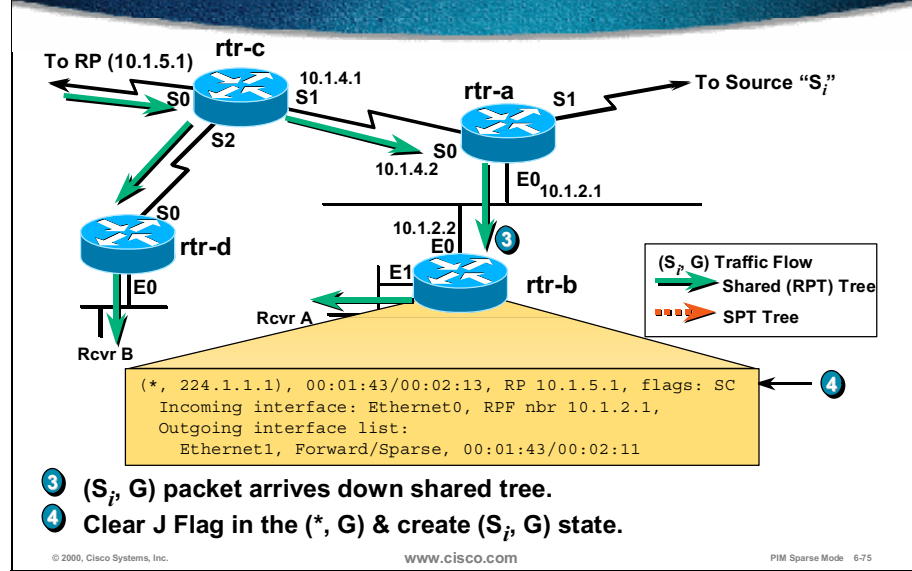 rtr-c
To RP (10.1.5.1)
10.1.4.1
S0
S1
S2
rtr-a
S1
To Source "Si"
S0
10.1.4.2
E0
10.1.2.1
S0
rtr-d
E0
Rcvr B
10.1.2.2
E0
3
E1
rtr-b
Rcvr A
(Si, G) Traffic Flow
Shared (RPT) Tree
SPT Tree
(*, 224.1.1.1), 00:01:43/00:02:13, RP 10.1.5.1, flags: SC
Incoming interface: Ethernet0, RPF nbr 10.1.2.1,
Outgoing interface list:
Ethernet1, Forward/Sparse, 00:01:43/00:02:11
4
3 (Si, G) packet arrives down shared tree.
4 Clear J Flag in the (*, G) & create (Si, G) state.
© 2000, Cisco Systems, Inc.
www.cisco.com
PIM Sparse Mode 6-75